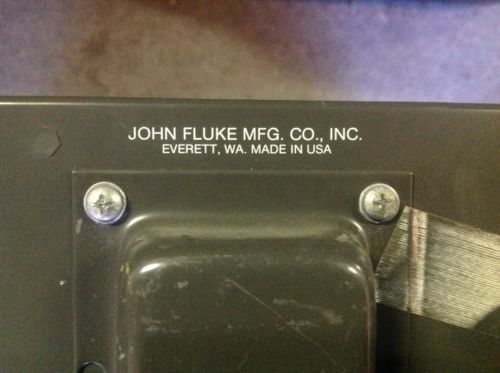 JOHN FLUKE MFG. CO., INC.
EVERETT, WA. MADE IN USA